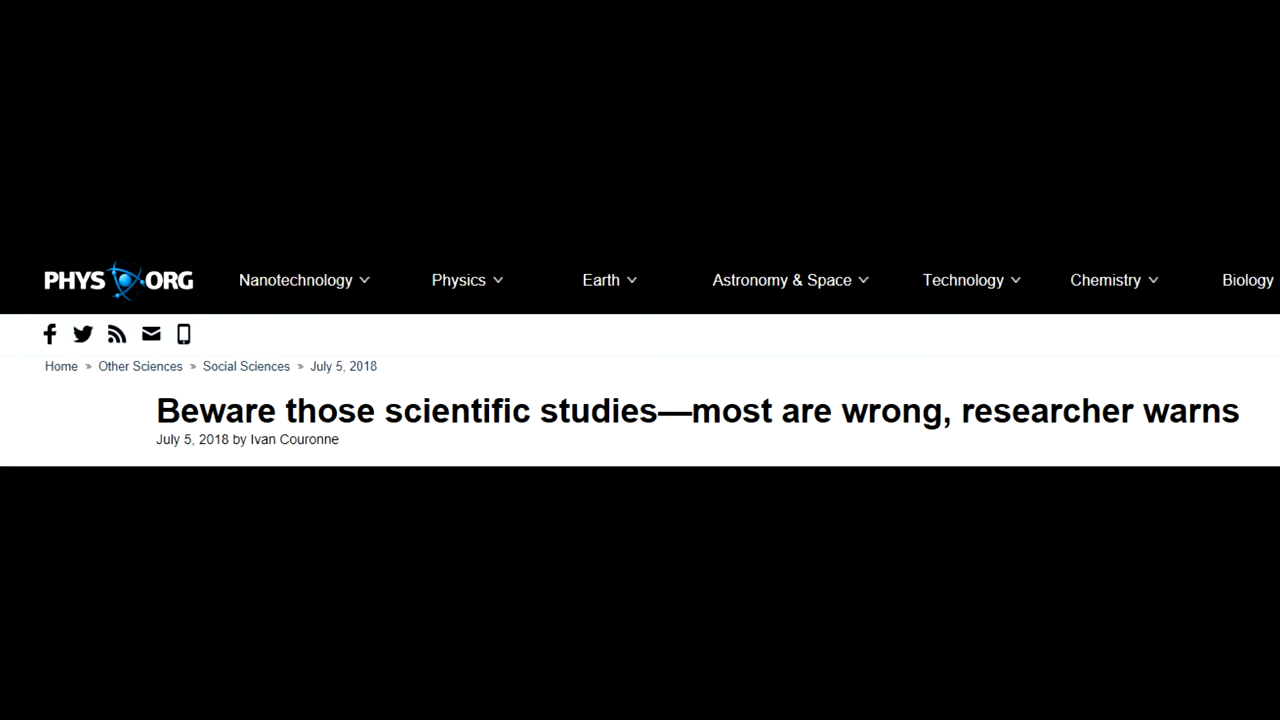 PHYS ORG Nanotechnology Physics Earth Astronomy & Space Technology Chemistry Biology
Home » Other Sciences » Social Sciences » July 5, 2018
Beware those scientific studies—most are wrong, researcher warns
July 5, 2018 by Ivan Couronne